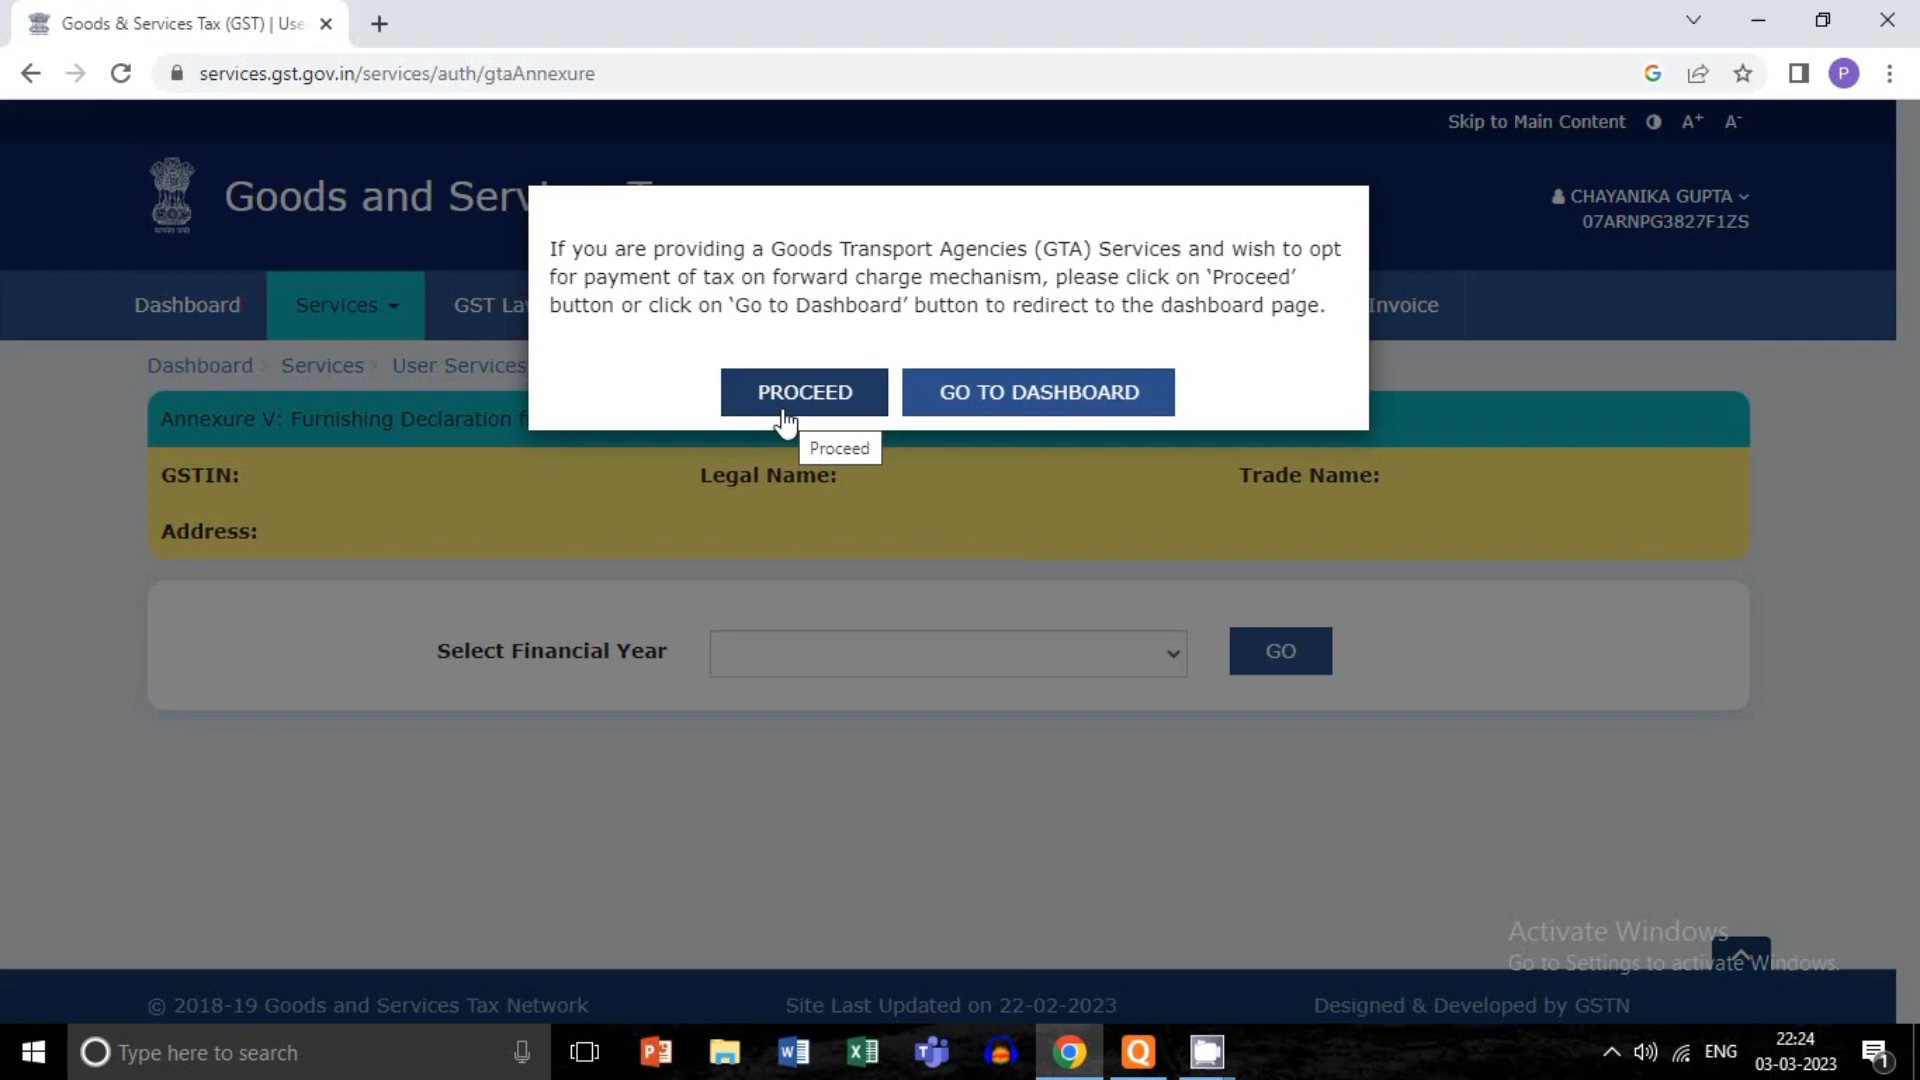 Goods & Services Tax (GST) | Use
services.gst.gov.in/services/auth/gtaAnnexure
P
Skip to Main Content A+ A-
Goods and Serv
CHAYANIKA GUPTA
07ARNPG3827F1ZS
Dashboard Services GST La Invoice
If you are providing a Goods Transport Agencies (GTA) Services and wish to opt
for payment of tax on forward charge mechanism, please click on ‘Proceed’
button or click on ‘Go to Dashboard’ button to redirect to the dashboard page.
PROCEED GO TO DASHBOARD
Proceed
Dashboard Services User Services
Annexure V: Furnishing Declaration f
GSTIN: Legal Name: Trade Name:
Address:
Select Financial Year GO
Activate Windows
Go to Settings to activate Windows.
© 2018-19 Goods and Services Tax Network Site Last Updated on 22-02-2023 Designed & Developed by GSTN
Type here to search
ENG
22:24
03-03-2023
1